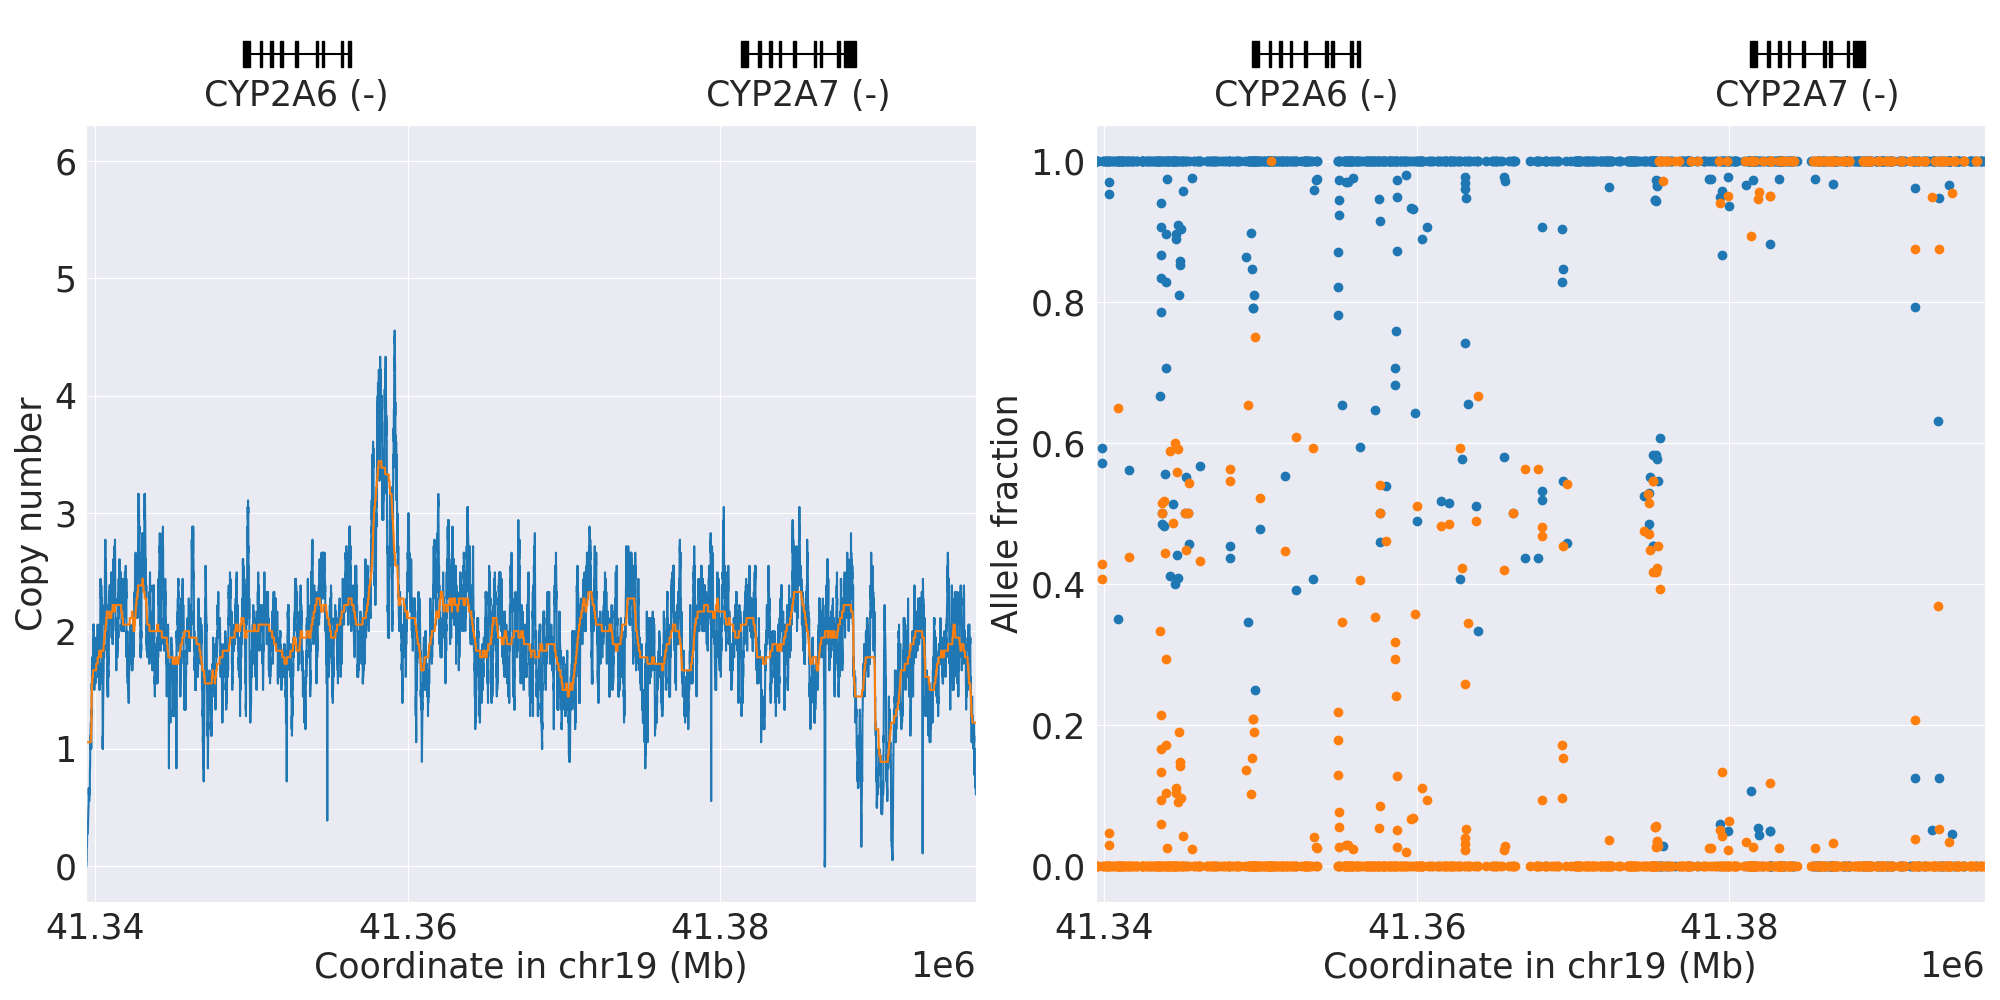 CYP2A6 (-)
CYP2A7 (-)
CYP2A6 (-)
CYP2A7 (-)
Copy number
6
5
4
3
2
1
0
41.34
41.36
41.38
Coordinate in chr19 (Mb)
1e6
Allele fraction
1.0
0.8
0.6
0.4
0.2
0.0
41.34
41.36
41.38
Coordinate in chr19 (Mb)
1e6